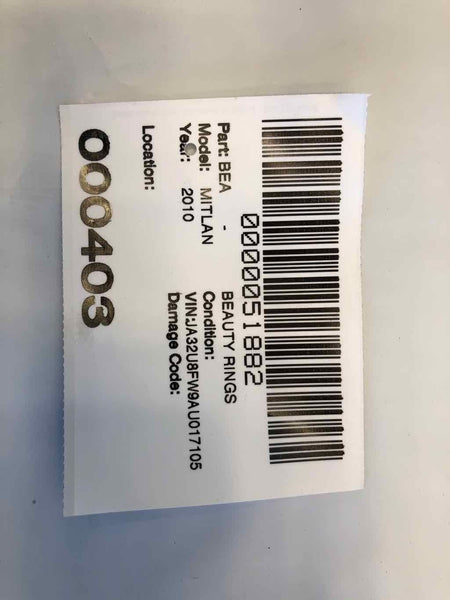 0000051882
Part: BEA - BEAUTY RINGS
Model: MITLAN Condition:
Year: 2010 VIN:JA32U8FW9AU017105
Damage Code:
Location:
000403